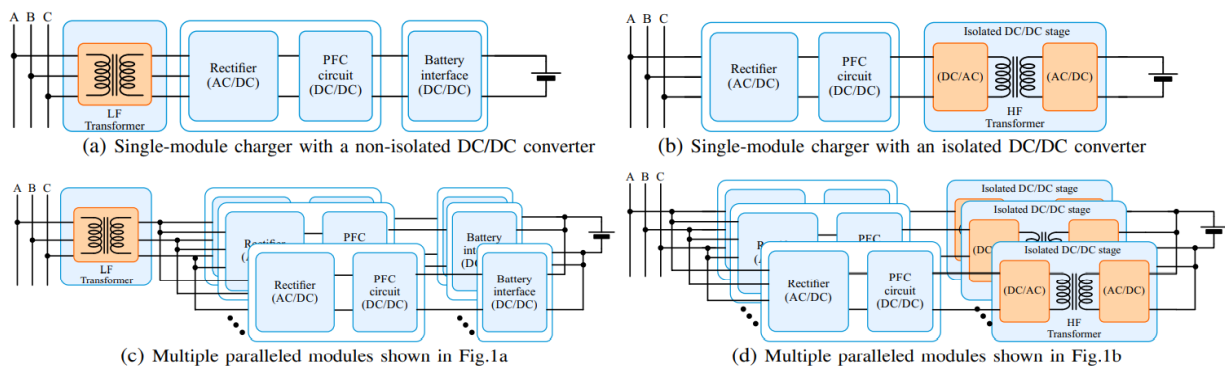 A B C
LF
Transformer
Rectifier
(AC/DC)
PFC
circuit
(DC/DC)
Battery
interface
(DC/DC)
(a) Single-module charger with a non-isolated DC/DC converter
A B C
Rectifier
(AC/DC)
PFC
circuit
(DC/DC)
Isolated DC/DC stage
(DC/AC)
(AC/DC)
HF
Transformer
(b) Single-module charger with an isolated DC/DC converter
A B C
LF
Transformer
Rectifier
PFC
Battery
Rectifier
(AC/DC)
PFC
circuit
(DC/DC)
Battery
interface
(DC/DC)
(c) Multiple paralleled modules shown in Fig.1a
A B C
PFC
Isolated DC/DC stage
Isolated DC/DC stage
Isolated DC/DC stage
Rectifier
(AC/DC)
PFC
circuit
(DC/DC)
(DC/AC)
(AC/DC)
HF
Transformer
(d) Multiple paralleled modules shown in Fig.1b